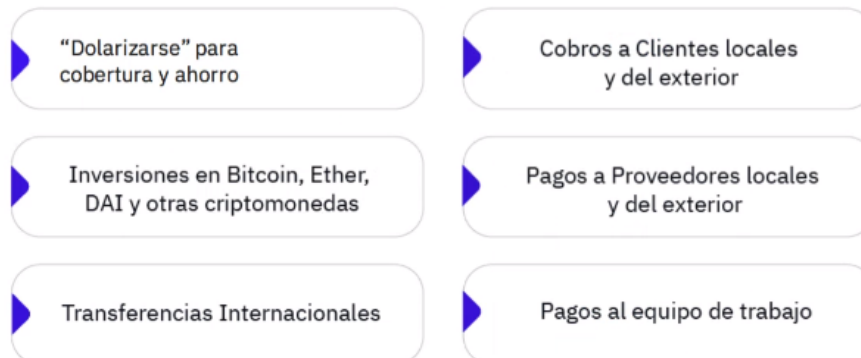 “Dolarizarse” para
cobertura y ahorro
Cobros a Clientes locales
y del exterior
Inversiones en Bitcoin, Ether,
DAI y otras criptomonedas
Pagos a Proveedores locales
y del exterior
Transferencias Internacionales
Pagos al equipo de trabajo